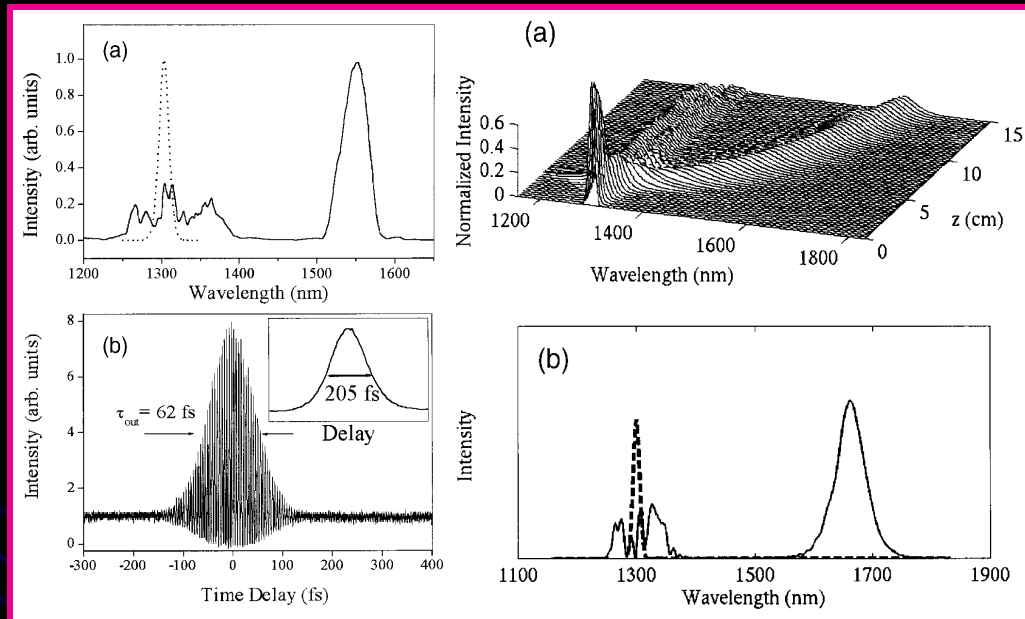 (a)
Intensity (arb. units)
1.0
0.8
0.6
0.4
0.2
0.0
1200 1300 1400 1500 1600
Wavelength (nm)
(a)
Normalized Intensity
0.6
0.4
0.2
0
1200
1400
1600
1800
Wavelength (nm)
0
5
10
15
z (cm)
(b)
Intensity (arb. units)
8
6
4
2
0
τout = 62 fs
205 fs
Delay
-300 -200 -100 0 100 200 300 400
Time Delay (fs)
(b)
Intensity
1100 1300 1500 1700 1900
Wavelength (nm)